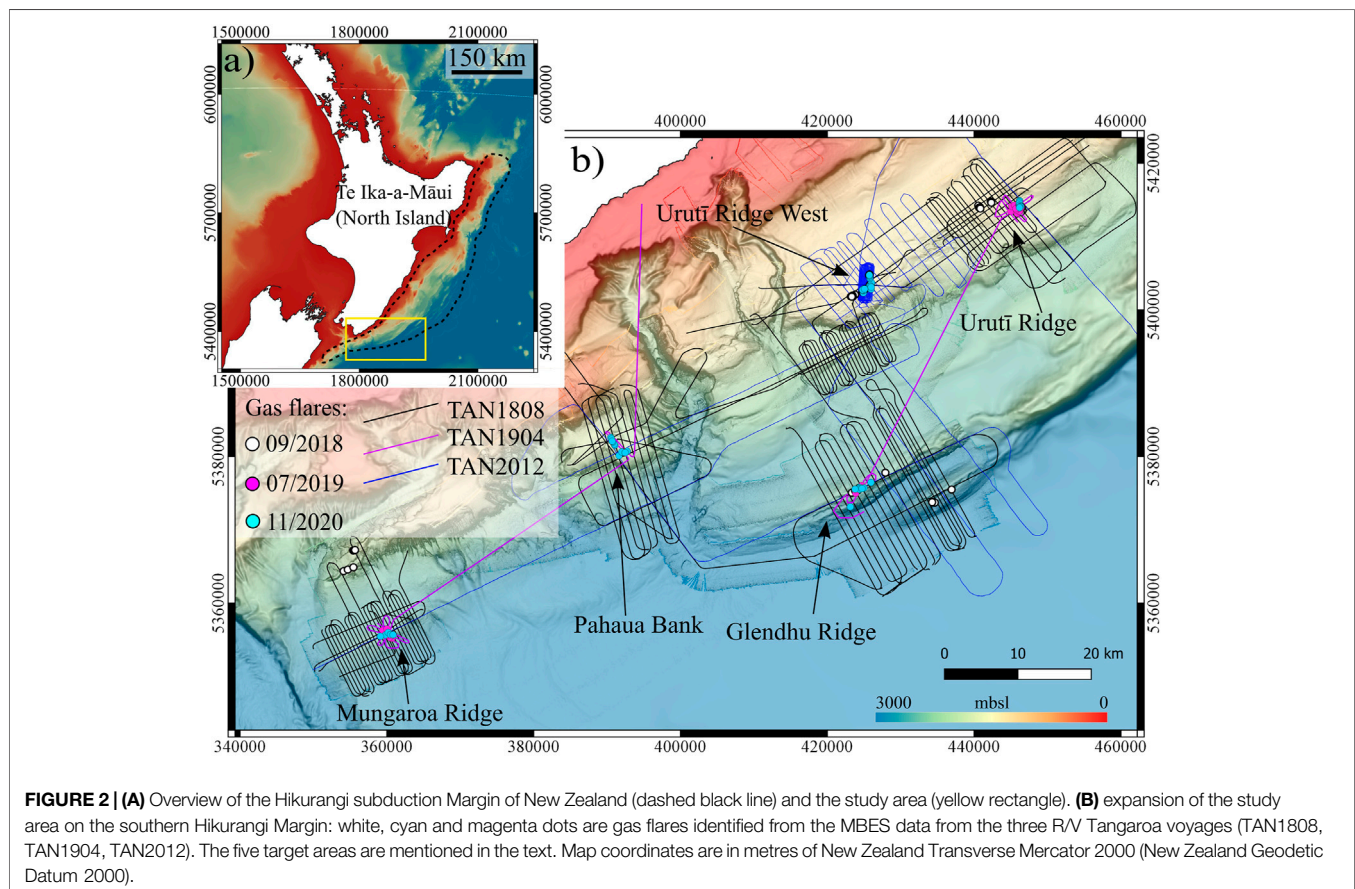 1500000 1800000 2100000
a)
150 km
6000000
5700000
5400000
6000000
5700000
5400000
Te Ika-a-Māui
(North Island)
1500000 1800000 2100000
400000 420000 440000 460000
b)
Urutī Ridge West
Urutī Ridge
Gas flares:
09/2018
07/2019
11/2020
TAN1808
TAN1904
TAN2012
5380000
5360000
5420000
5400000
5380000
5360000
Pahaua Bank
Glendhu Ridge
Mungaroa Ridge
0 10 20 km
3000 mbsl 0
340000 360000 380000 400000 420000 440000 460000
FIGURE 2 | (A) Overview of the Hikurangi subduction Margin of New Zealand (dashed black line) and the study area (yellow rectangle). (B) expansion of the study
area on the southern Hikurangi Margin: white, cyan and magenta dots are gas flares identified from the MBES data from the three R/V Tangaroa voyages (TAN1808,
TAN1904, TAN2012). The five target areas are mentioned in the text. Map coordinates are in metres of New Zealand Transverse Mercator 2000 (New Zealand Geodetic
Datum 2000).